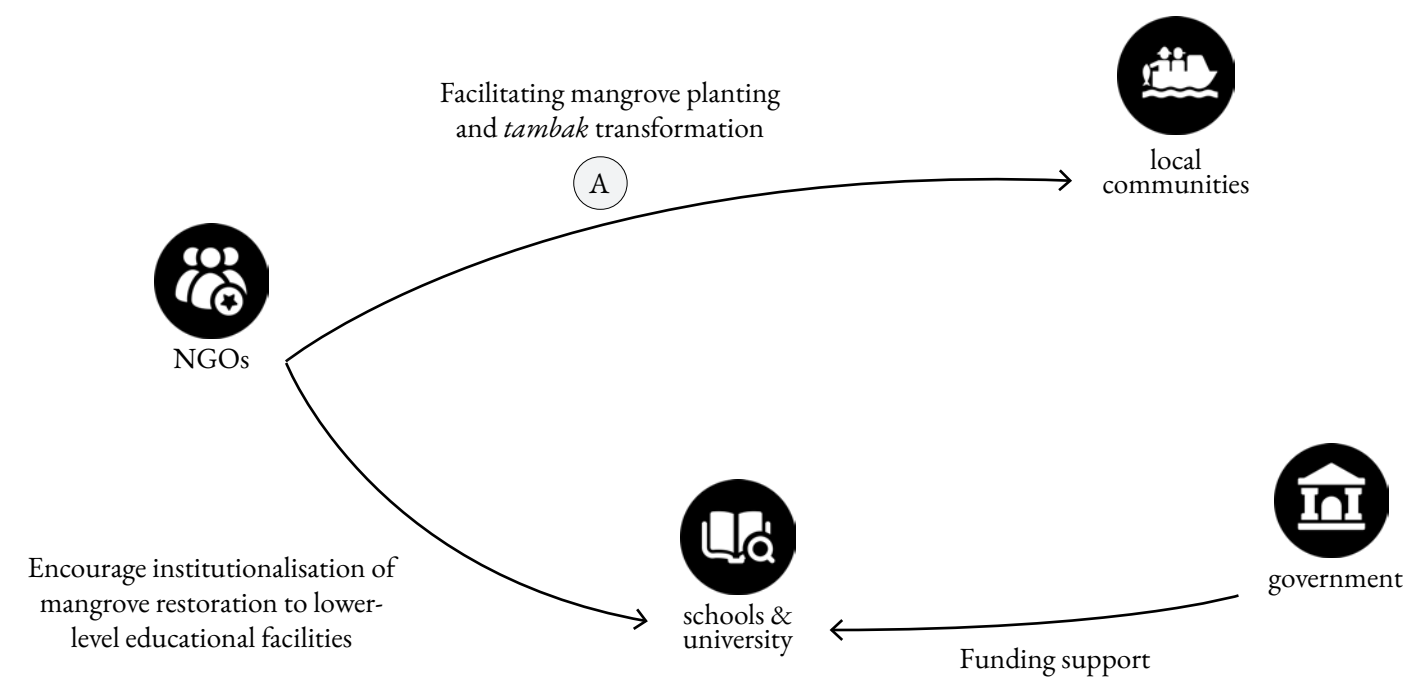 Facilitating mangrove planting
and tambak transformation
A
local
communities
NGOs
Encourage institutionalisation of
mangrove restoration to lower-
level educational facilities
schools &
university
government
Funding support